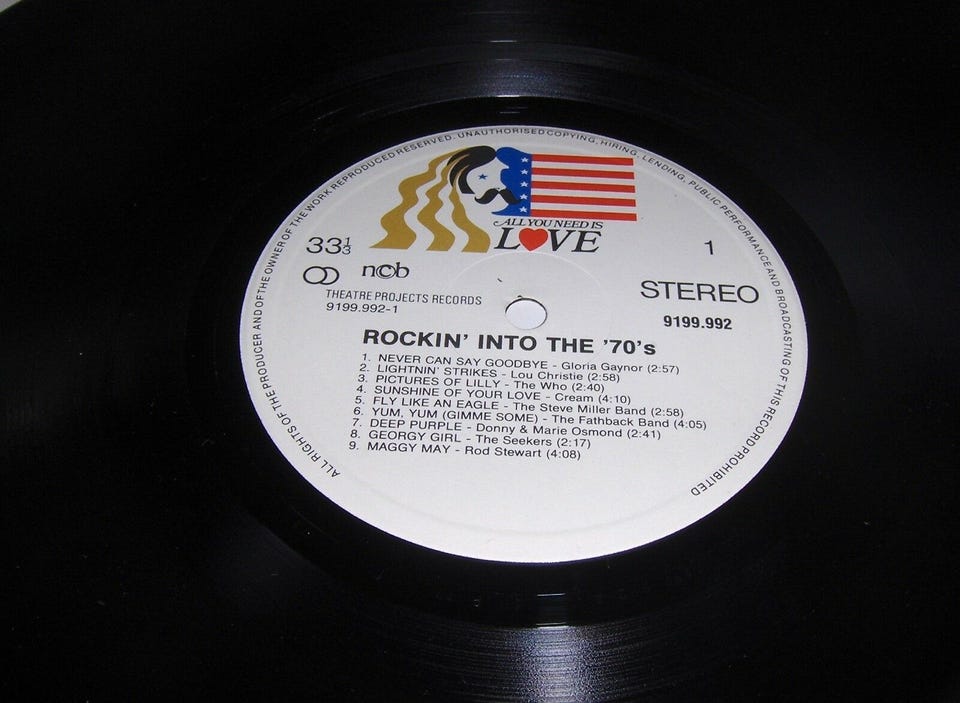 ALL RIGHTS OF THE PRODUCER AND OF THE OWNER OF THE WORK REPRODUCED RESERVED. UNAUTHORISED COPYING, HIRING, LENDING, PUBLIC PERFORMANCE AND BROADCASTING OF THIS RECORD PROHIBITED
ALL YOU NEED IS
LOVE
33 1/3
1
ncb
STEREO
THEATRE PROJECTS RECORDS
9199.992-1
9199.992
ROCKIN' INTO THE '70's
1. NEVER CAN SAY GOODBYE - Gloria Gaynor (2:57)
2. LIGHTNIN' STRIKES - Lou Christie (2:58)
3. PICTURES OF LILLY - The Who (2:40)
4. SUNSHINE OF YOUR LOVE - Cream (4:10)
5. FLY LIKE AN EAGLE - The Steve Miller Band (2:58)
6. YUM, YUM (GIMME SOME) - The Fathback Band (4:05)
7. DEEP PURPLE - Donny & Marie Osmond (2:41)
8. GEORGY GIRL - The Seekers (2:17)
9. MAGGY MAY - Rod Stewart (4:08)